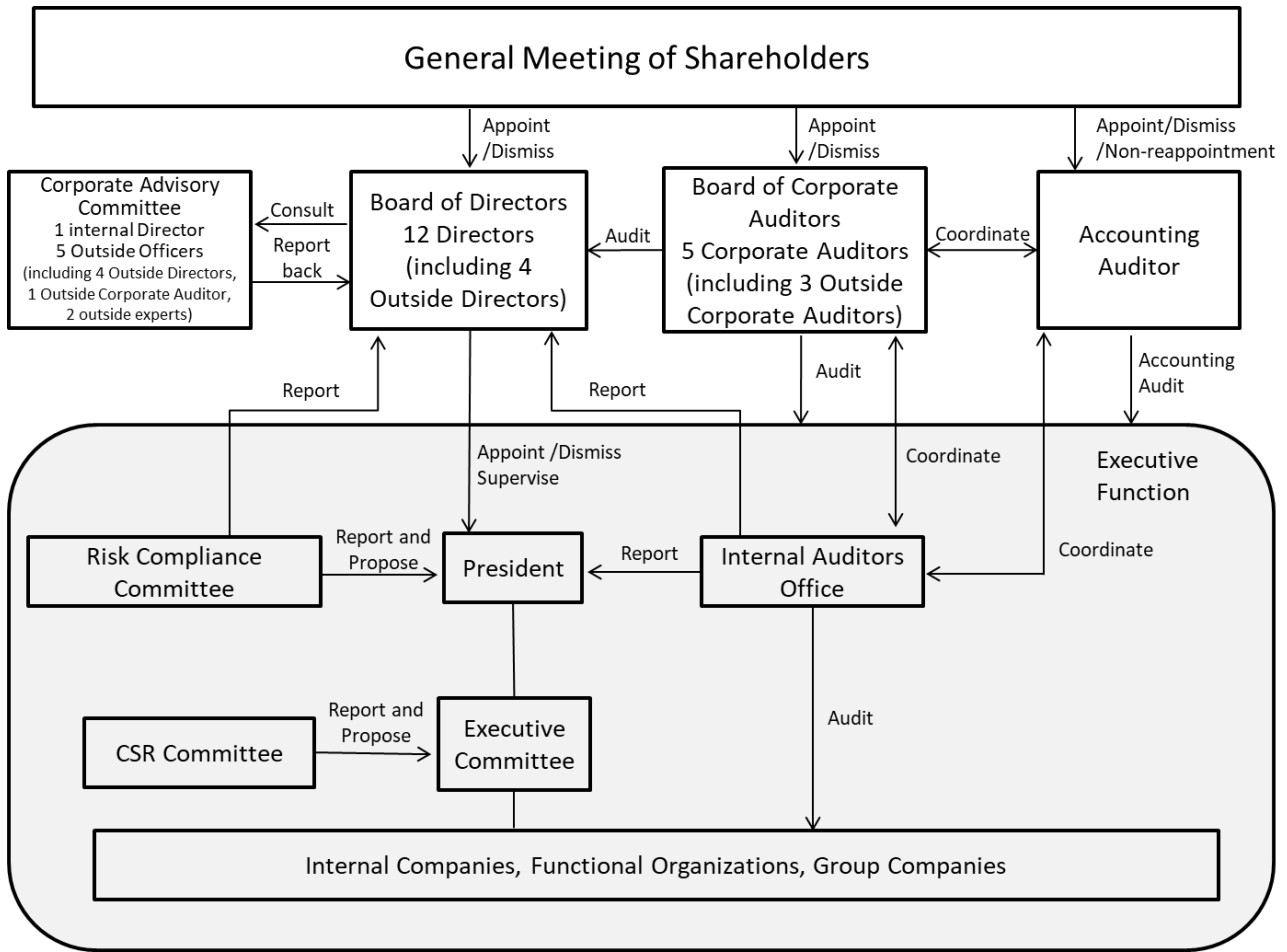 General Meeting of Shareholders
Appoint
/Dismiss
Appoint
/Dismiss
Appoint/Dismiss
/Non-reappointment
Corporate Advisory
Committee
1 internal Director
5 Outside Officers
(including 4 Outside Directors,
1 Outside Corporate Auditor,
2 outside experts)
Consult
Report
back
Board of Directors
12 Directors
(including 4
Outside Directors)
Audit
Board of Corporate
Auditors
5 Corporate Auditors
(including 3 Outside
Corporate Auditors)
Coordinate
Accounting
Auditor
Report
Report
Audit
Accounting
Audit
Appoint /Dismiss
Supervise
Coordinate
Executive
Function
Risk Compliance
Committee
Report and
Propose
President
Report
Internal Auditors
Office
Coordinate
CSR Committee
Report and
Propose
Executive
Committee
Audit
Internal Companies, Functional Organizations, Group Companies